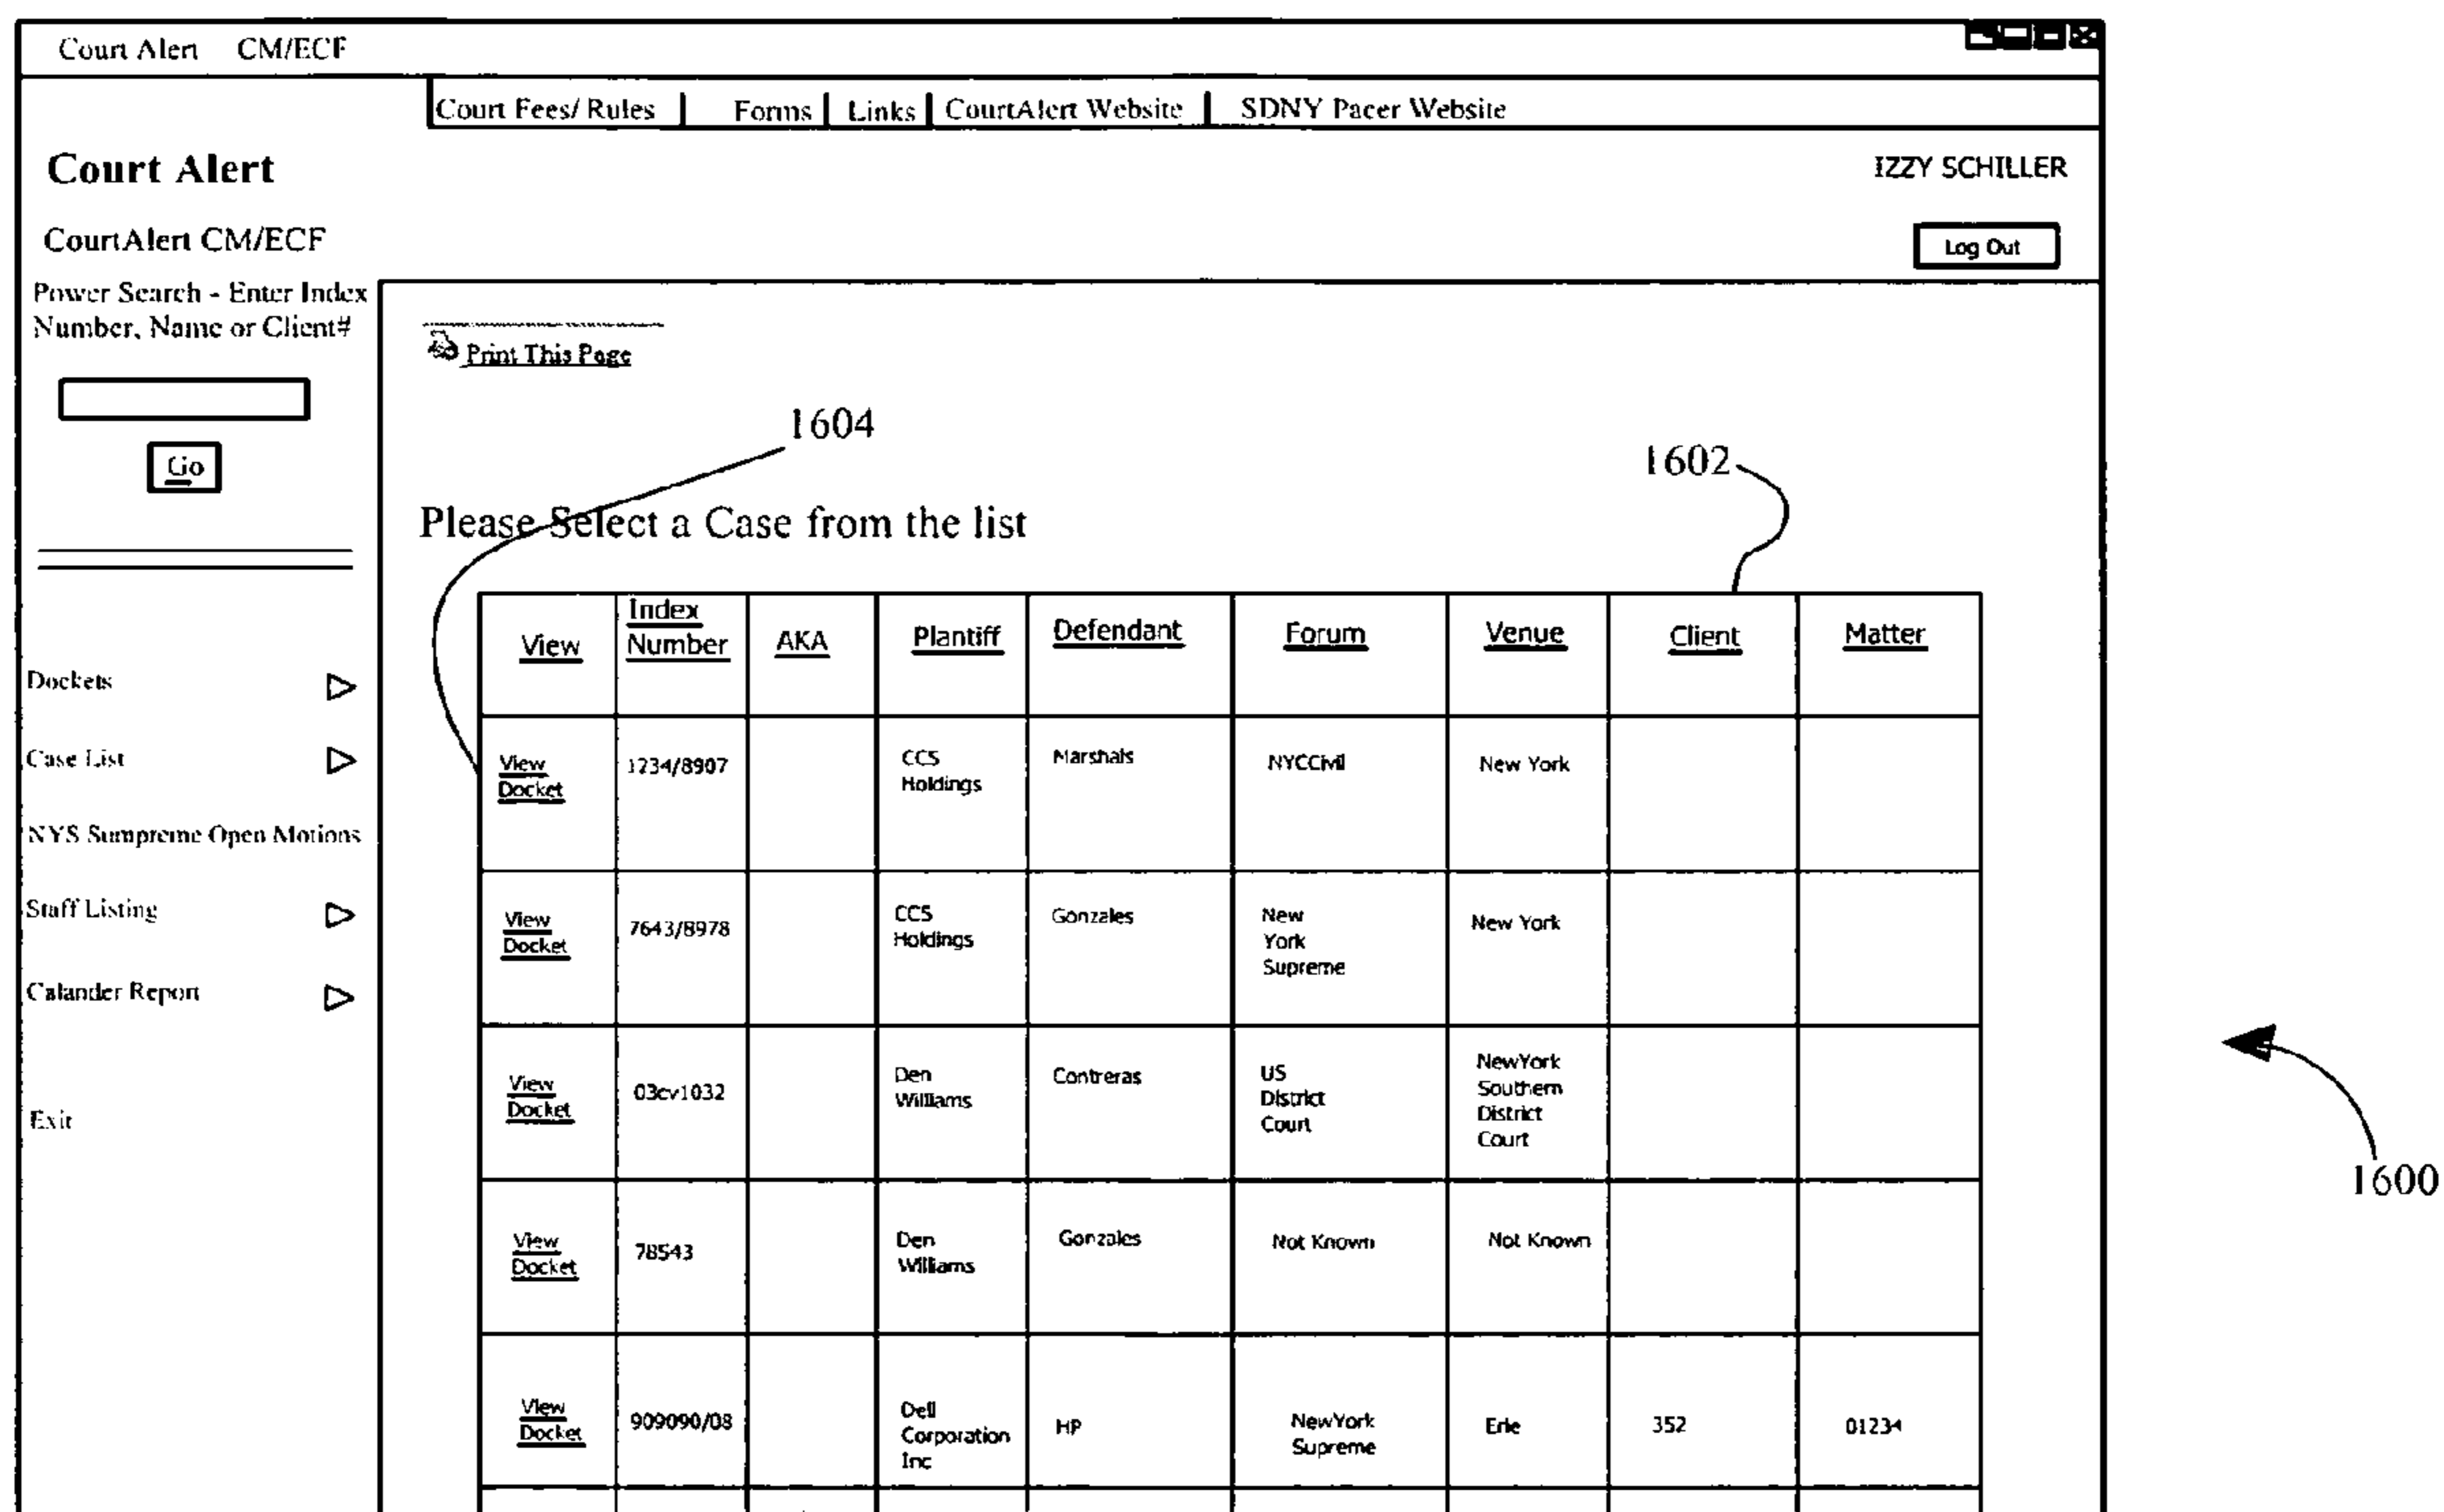 Court Alert CM/ECF
Court Fees/ Rules Forms Links CourtAlert Website SDNY Pacer Website
Court Alert
IZZY SCHILLER
CourtAlert CM/ECF
Log Out
Power Search - Enter Index
Number, Name or Client#
Print This Page
1604
1602
Go
Please Select a Case from the list
View Index Number AKA Plantiff Defendant Forum Venue Client Matter
Dockets
Case List
NYS Sumpreme Open Motions
Staff Listing
Calander Report
Exit
View Docket 1234/8907 CCS Holdings Marshals NYCCivil New York
View Docket 7643/8978 CCS Holdings Gonzales New York Supreme New York
View Docket 03cv1032 Den Williams Contreras US District Court NewYork Southern District Court
View Docket 78543 Den Williams Gonzales Not Known Not Known
View Docket 909090/08 Dell Corporation Inc HP NewYork Supreme Erie 352 01234
1600